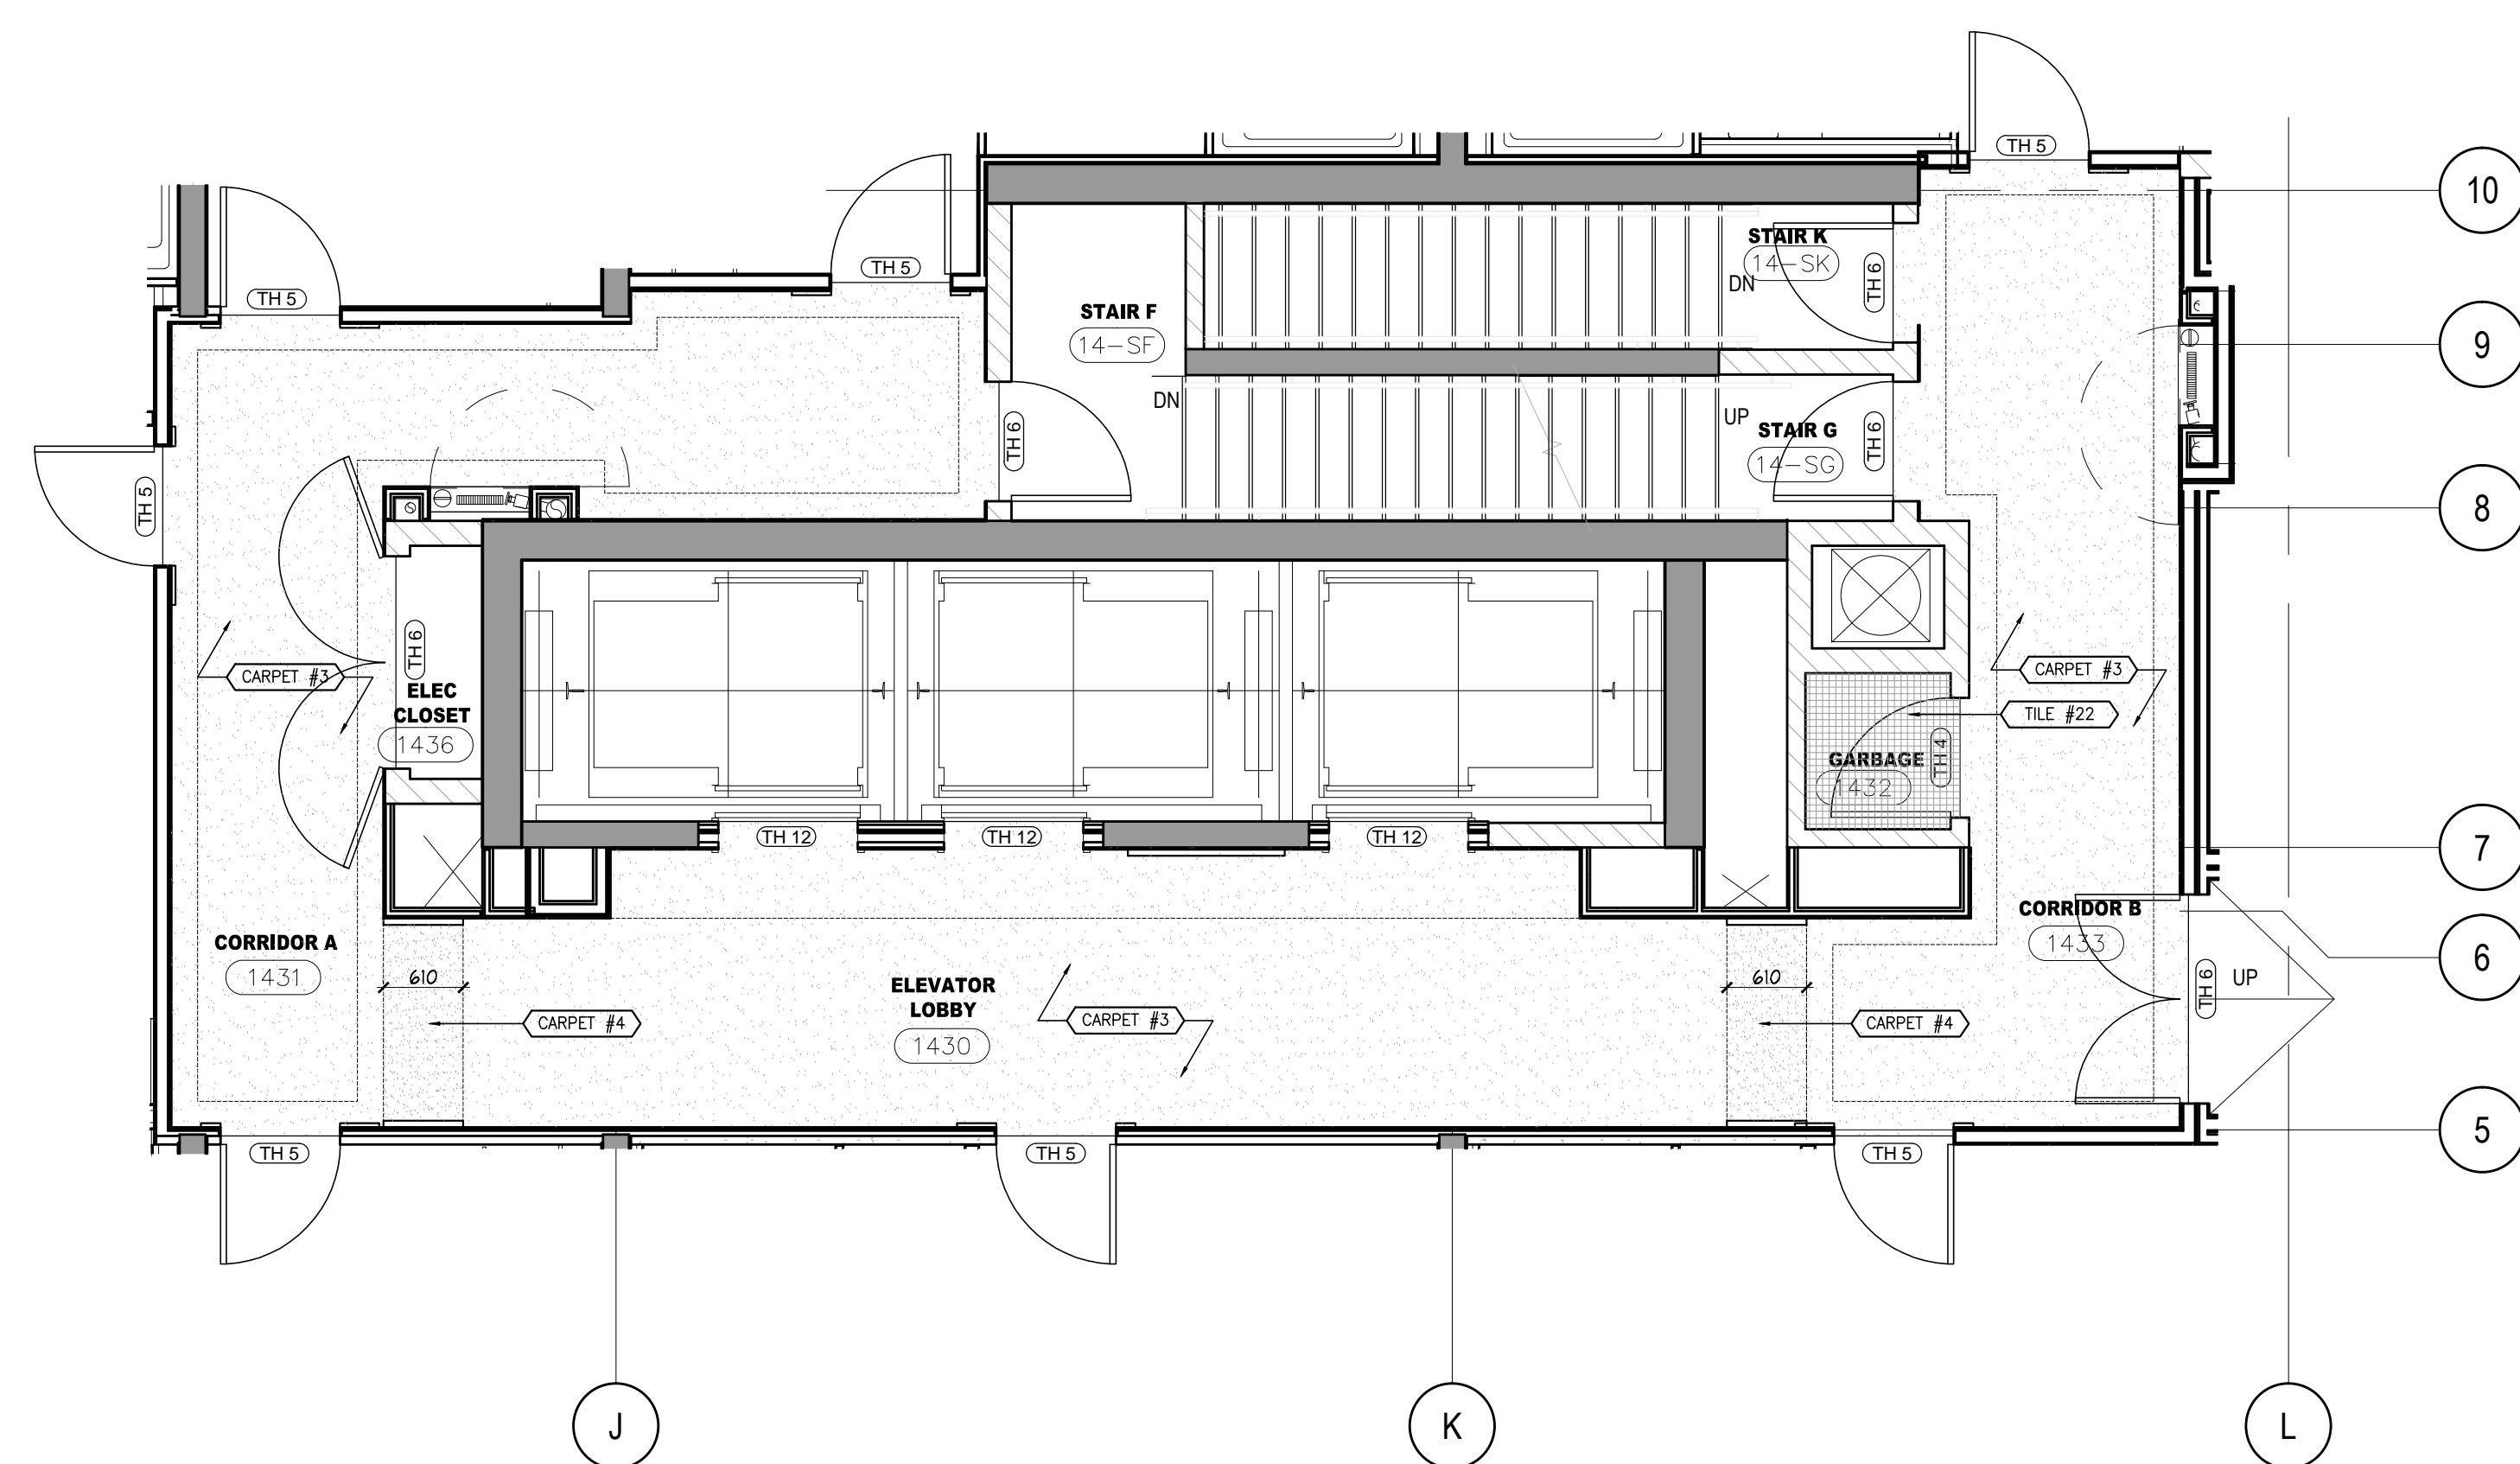 TH 5
10
TH 5
TH 5
STAIR K
14-SK
DN
TH 6
STAIR F
14-SF
9
DN
UP
STAIR G
14-SG
TH 6
TH 6
TH 5
8
CARPET #3
TH 6
ELEC
CLOSET
1436
CARPET #3
TILE #22
GARBAGE
1432
TH 4
TH 12
TH 12
TH 12
7
CORRIDOR A
1431
610
CARPET #4
ELEVATOR
LOBBY
1430
CARPET #3
610
CARPET #4
CORRIDOR B
1433
TH 6
UP
6
TH 5
TH 5
TH 5
5
J
K
L